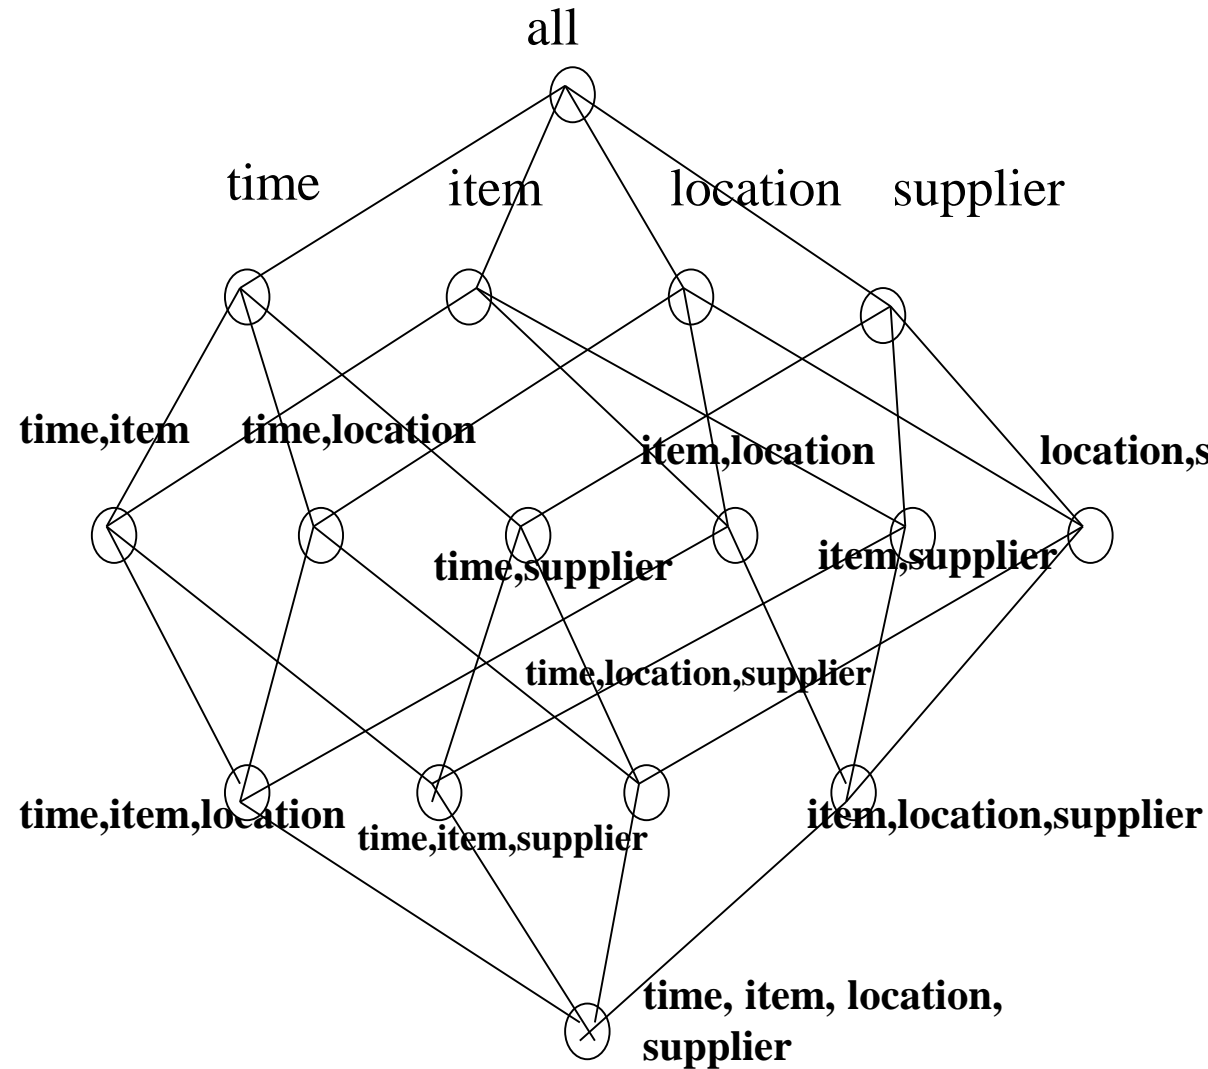 all
time
item
location
supplier
time,item
time,location
item,location
location,s
time,supplier
item,supplier
time,location,supplier
time,item,location
time,item,supplier
item,location,supplier
time, item, location,
supplier